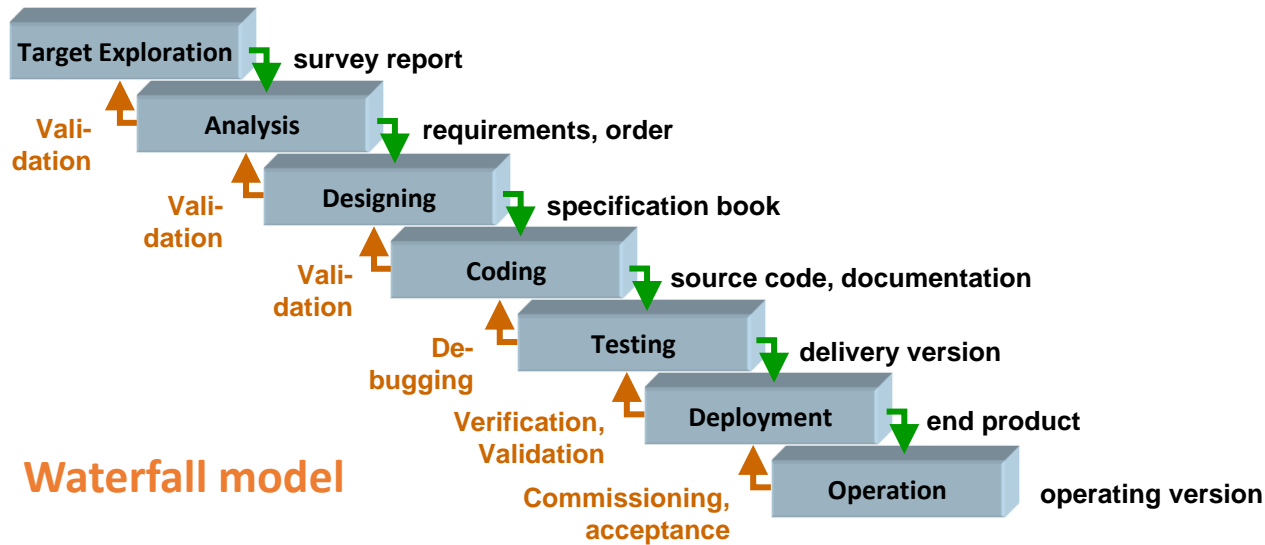 Target Exploration
survey report
Vali-
dation
Analysis
requirements, order
Vali-
dation
Designing
specification book
Vali-
dation
Coding
source code, documentation
De-
bugging
Testing
delivery version
Verification,
Validation
Deployment
end product
Waterfall model
Commissioning,
acceptance
Operation
operating version